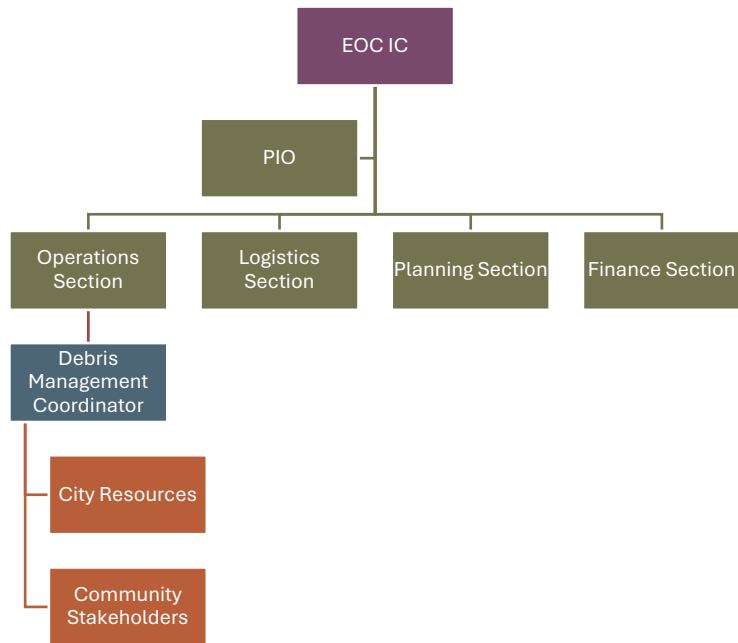 EOC IC
PIO
Operations
Section
Logistics
Section
Planning Section
Finance Section
Debris
Management
Coordinator
City Resources
Community
Stakeholders